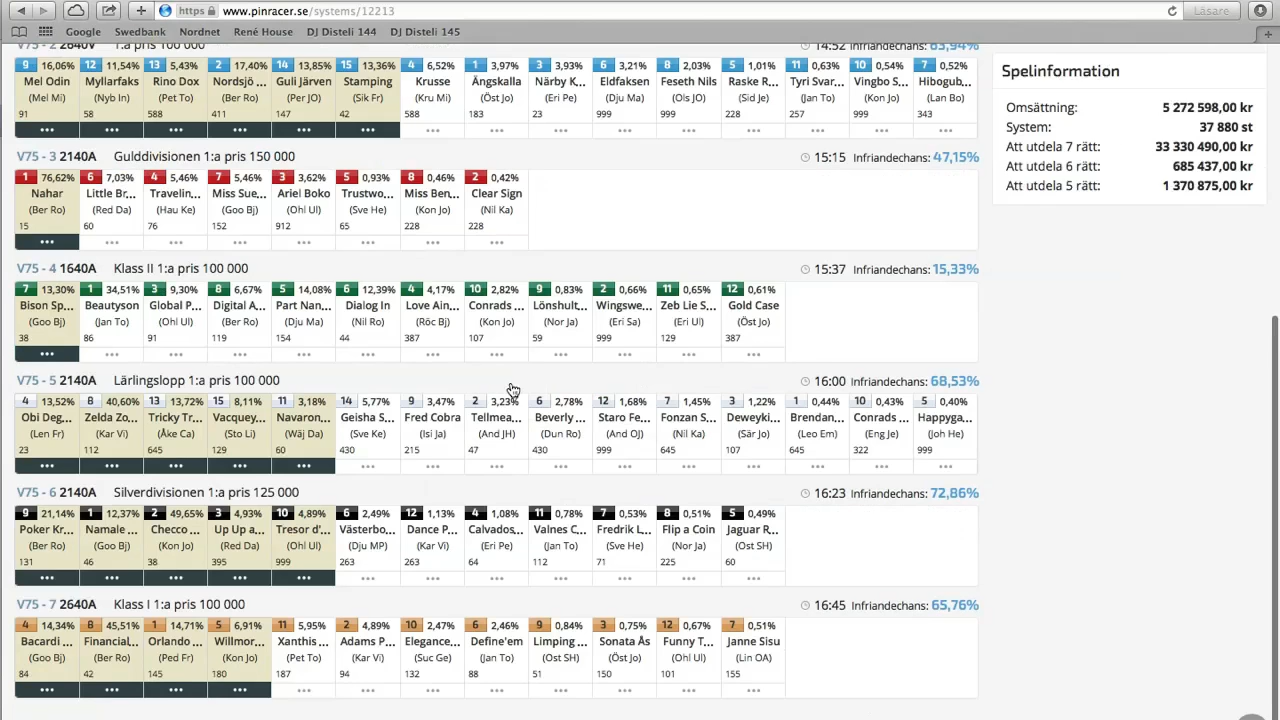 https www.pinracer.se/systems/12213 Läsare
Google Swedbank Nordnet René House DJ Disteli 144 DJ Disteli 145
V75 - 2 2640V 1:a pris 100 000 14:52 Infriandechans: 63,94%
9 16,06% 12 11,54% 13 5,43% 2 17,40% 14 13,85% 15 13,36% 4 6,52% 1 3,97% 3 3,93% 6 3,21% 8 2,03% 5 1,01% 11 0,63% 10 0,54% 7 0,52%
Mel Odin Myllarfaks Rino Dox Nordsjö ... Guli Järven Stamping Krusse Ängskalla Närby K... Eldfaksen Feseth Nils Raske R... Tyri Svar... Vingbo S... Hibogub...
(Mel Mi) (Nyb In) (Pet To) (Ber Ro) (Per JO) (Sik Fr) (Kru Mi) (Öst Jo) (Eri Pe) (Dju Ma) (Ols JO) (Sid Je) (Jan To) (Kon Jo) (Lan Bo)
91 58 588 411 147 42 588 183 23 999 999 228 257 999 343
V75 - 3 2140A Gulddivisionen 1:a pris 150 000 15:15 Infriandechans: 47,15%
1 76,62% 6 7,03% 4 5,46% 7 5,46% 3 3,62% 5 0,93% 8 0,46% 2 0,42%
Nahar Little Br... Travelin... Miss Sue... Ariel Boko Trustwo... Miss Ben... Clear Sign
(Ber Ro) (Red Da) (Hau Ke) (Goo Bj) (Ohl Ul) (Sve He) (Kon Jo) (Nil Ka)
15 60 76 152 912 65 228 228
V75 - 4 1640A Klass II 1:a pris 100 000 15:37 Infriandechans: 15,33%
7 13,30% 1 34,51% 3 9,30% 8 6,67% 5 14,08% 6 12,39% 4 4,17% 10 2,82% 9 0,83% 2 0,66% 11 0,65% 12 0,61%
Bison Sp... Beautyson Global P... Digital A... Part Nan... Dialog In Love Ain... Conrads ... Lönshult... Wingswe... Zeb Lie S... Gold Case
(Goo Bj) (Jan To) (Ohl Ul) (Ber Ro) (Dju Ma) (Nil Ro) (Röc Bj) (Kon Jo) (Nor Ja) (Eri Sa) (Eri Ul) (Öst Jo)
38 86 91 119 154 44 387 107 59 999 129 387
V75 - 5 2140A Lärlingslopp 1:a pris 100 000 16:00 Infriandechans: 68,53%
4 13,52% 8 40,60% 13 13,72% 15 8,11% 11 3,18% 14 5,77% 9 3,47% 2 3,23% 6 2,78% 12 1,68% 7 1,45% 3 1,22% 1 0,44% 10 0,43% 5 0,40%
Obi Deg... Zelda Zo... Tricky Tr... Vacquey... Navaron... Geisha S... Fred Cobra Tellmea... Beverly ... Staro Fe... Fonzan S... Deweyki... Brendan... Conrads ... Happyga...
(Len Fr) (Kar Vi) (Åke Ca) (Sto Li) (Wäj Da) (Sve Ke) (Isi Ja) (And JH) (Dun Ro) (And OJ) (Nil Ka) (Sär Jo) (Leo Em) (Eng Je) (Joh He)
23 112 645 129 60 430 215 47 430 999 645 107 645 322 999
V75 - 6 2140A Silverdivisionen 1:a pris 125 000 16:23 Infriandechans: 72,86%
9 21,14% 1 12,37% 2 49,65% 3 4,93% 10 4,89% 6 2,49% 12 1,13% 4 1,08% 11 0,78% 7 0,53% 8 0,51% 5 0,49%
Poker Kr... Namale ... Checco ... Up Up a... Tresor d'... Västerbo... Dance P... Calvados... Valnes C... Fredrik L... Flip a Coin Jaguar R...
(Ber Ro) (Goo Bj) (Kon Jo) (Red Da) (Ohl Ul) (Dju MP) (Kar Vi) (Eri Pe) (Jan To) (Sve He) (Nor Ja) (Ost SH)
131 46 38 395 999 263 263 64 112 71 225 60
V75 - 7 2640A Klass I 1:a pris 100 000 16:45 Infriandechans: 65,76%
4 14,34% 8 45,51% 1 14,71% 5 6,91% 11 5,95% 2 4,89% 10 2,47% 6 2,46% 9 0,84% 3 0,75% 12 0,67% 7 0,51%
Bacardi ... Financial... Orlando ... Willmor... Xanthis ... Adams P... Elegance... Define'em Limping ... Sonata Ås Funny T... Janne Sisu
(Goo Bj) (Ber Ro) (Ped Fr) (Kon Jo) (Pet To) (Kar Vi) (Suc Ge) (Jan To) (Ost SH) (Öst Jo) (Ohl Ul) (Lin OA)
84 42 145 180 187 94 132 88 51 150 101 155
Spelinformation
Omsättning: 5 272 598,00 kr
System: 37 880 st
Att utdela 7 rätt: 33 330 490,00 kr
Att utdela 6 rätt: 685 437,00 kr
Att utdela 5 rätt: 1 370 875,00 kr